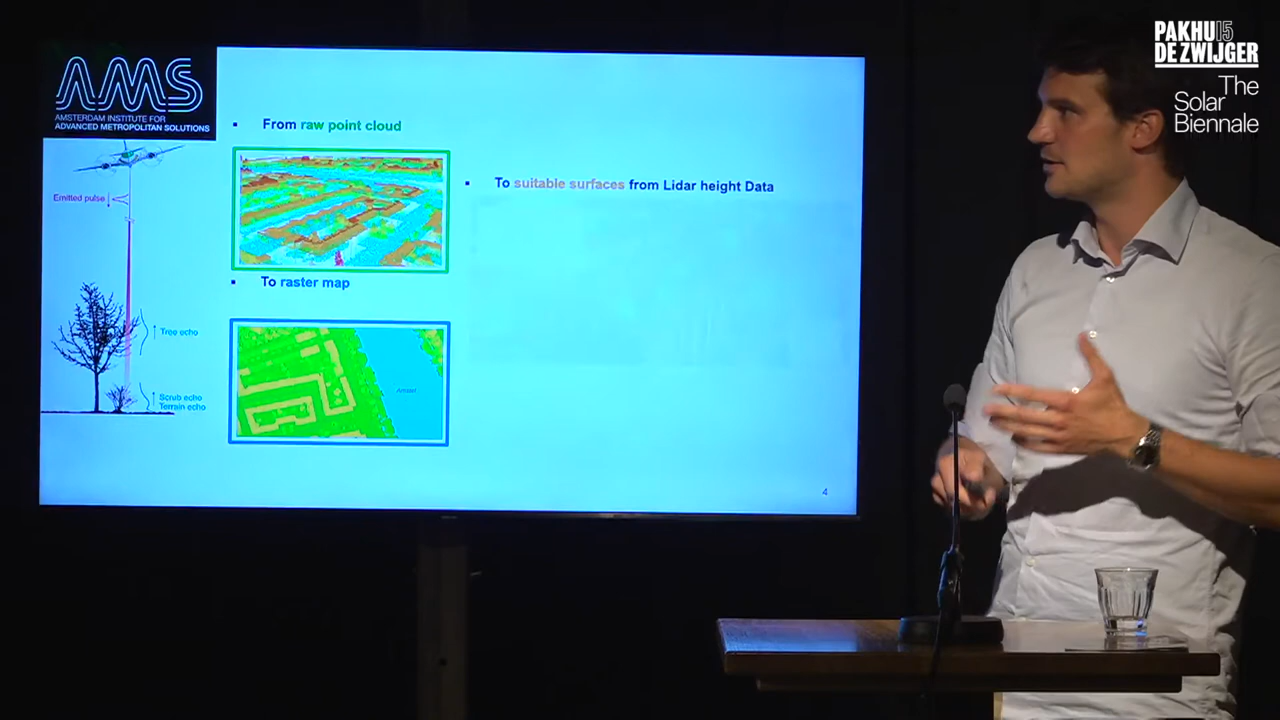 AMS
AMSTERDAM INSTITUTE FOR
ADVANCED METROPOLITAN SOLUTIONS
Emitted pulse
Tree echo
Scrub echo
Terrain echo
From raw point cloud
To raster map
Amstel
To suitable surfaces from Lidar height Data
4
PAKHUIS
DE ZWIJGER
The
Solar
Biennale